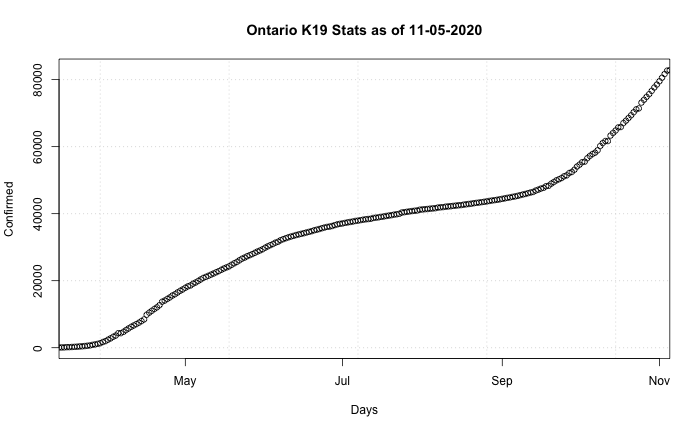 Ontario K19 Stats as of 11-05-2020
Confirmed
80000
60000
40000
20000
0
May Jul Sep Nov
Days